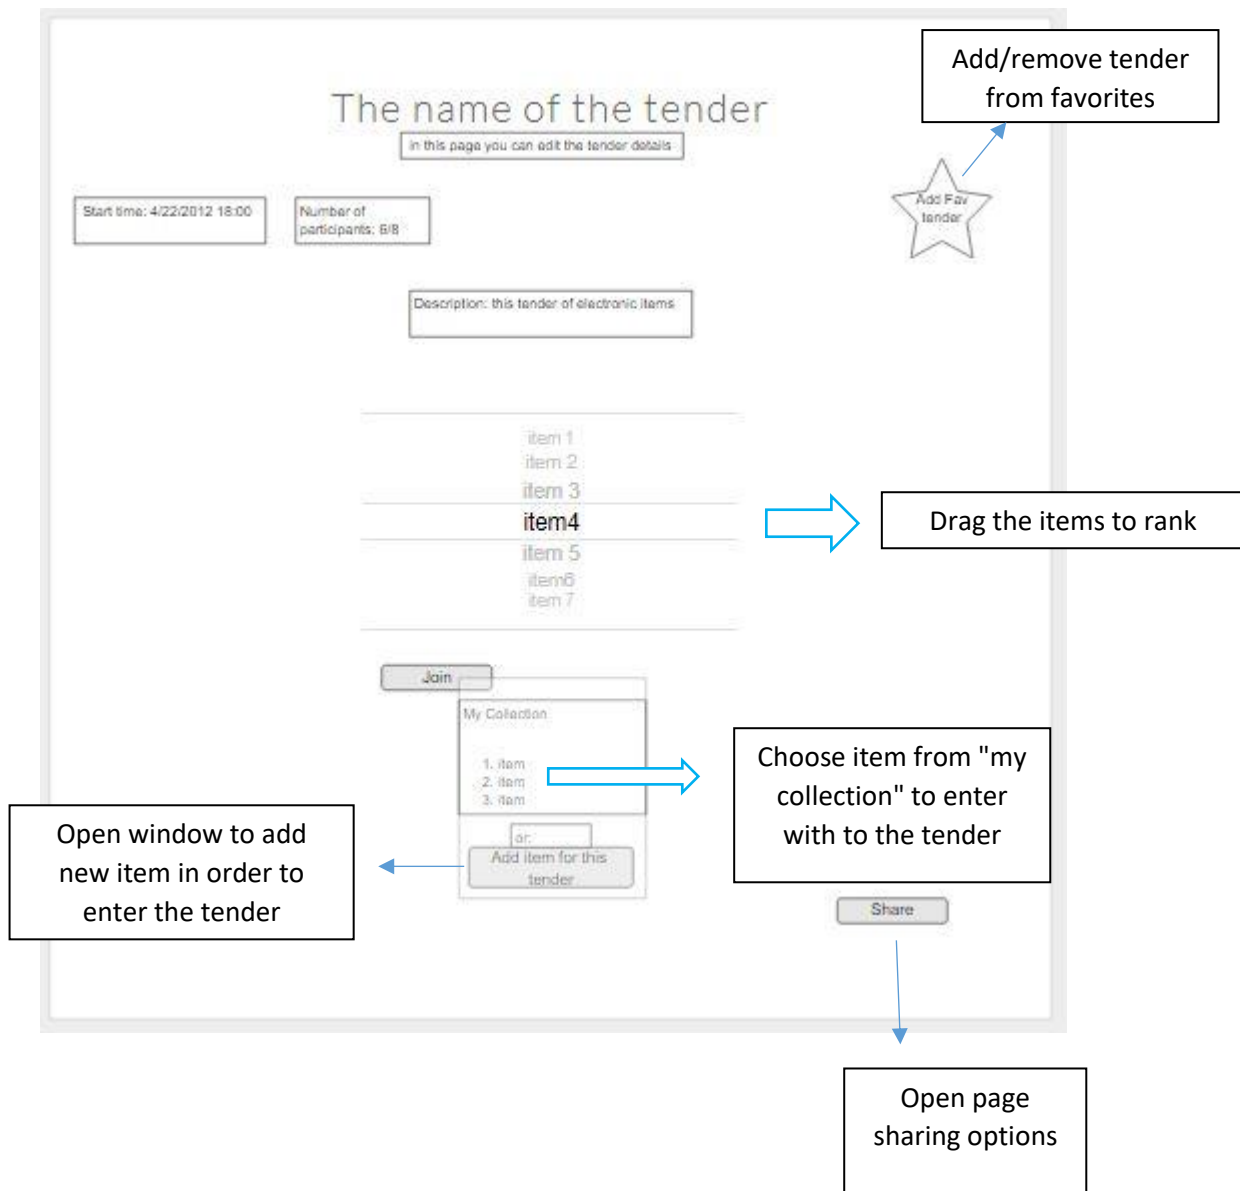 Add/remove tender
from favorites
The name of the tender
in this page you can edit the tender details
Add Fav
tender
Start time: 4/22/2012 18:00
Number of
participants: 6/8
Description: this tender of electronic items
item 1
item 2
item 3
item4
item 5
item6
item 7
Drag the items to rank
Join
My Collection
1. item
2. item
3. item
Choose item from "my
collection" to enter
with to the tender
or:
Add item for this
tender
Open window to add
new item in order to
enter the tender
Share
Open page
sharing options